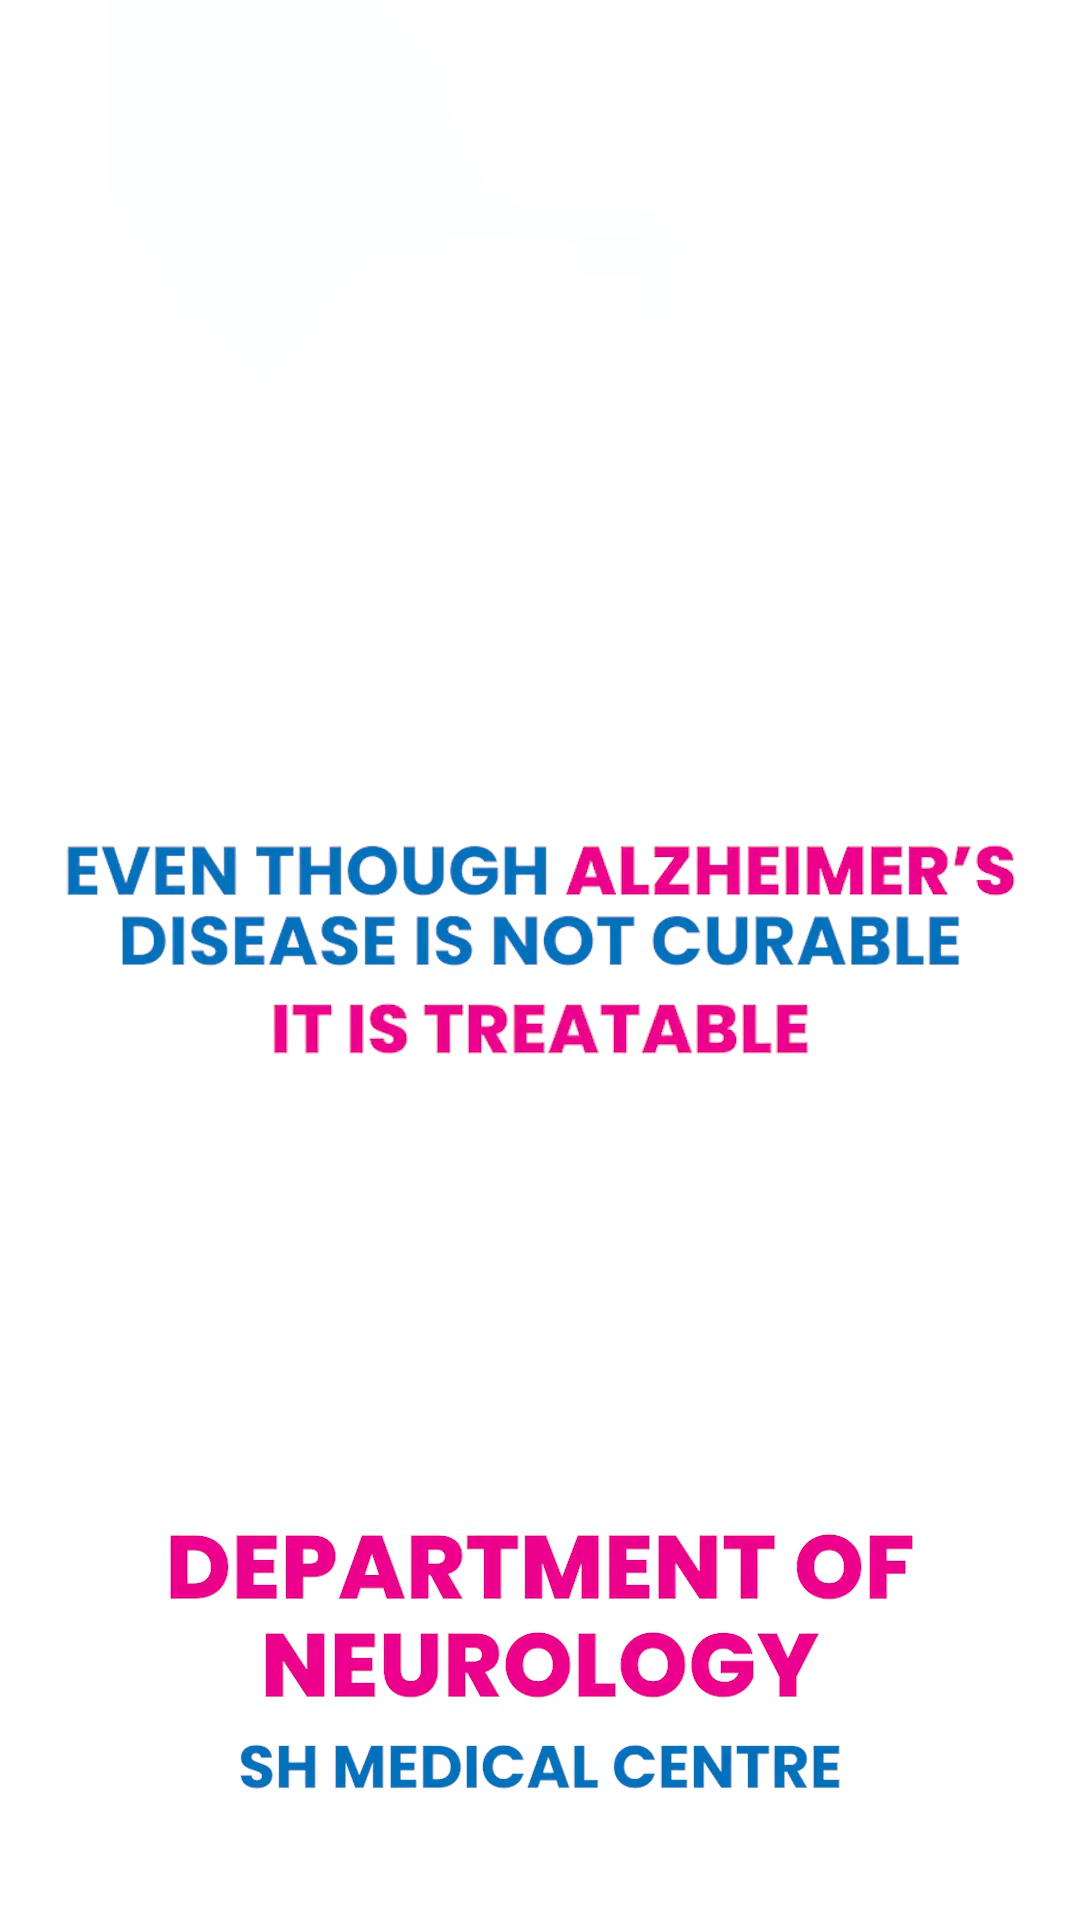 EVEN THOUGH ALZHEIMER’S
DISEASE IS NOT CURABLE
IT IS TREATABLE
DEPARTMENT OF
NEUROLOGY
SH MEDICAL CENTRE